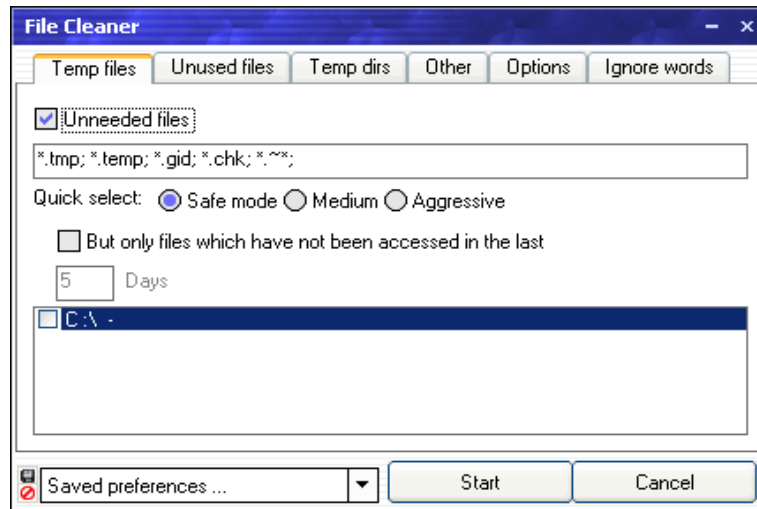 File Cleaner
Temp files Unused files Temp dirs Other Options Ignore words
Unneeded files
*.tmp; *.temp; *.gid; *.chk; *.~*;
Quick select: Safe mode Medium Aggressive
But only files which have not been accessed in the last
5 Days
C:\ -
Saved preferences ... Start Cancel